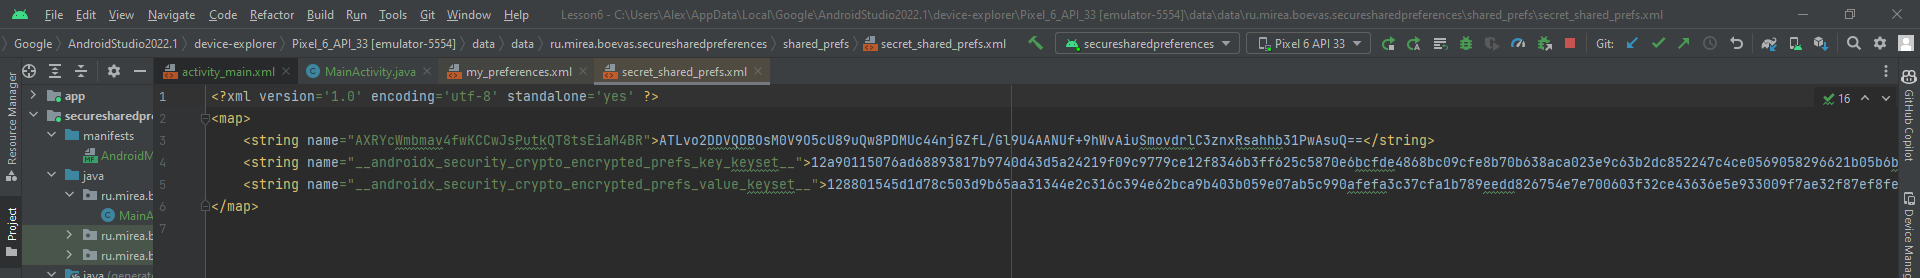 File Edit View Navigate Code Refactor Build Run Tools Git Window Help Lesson6 - C:\Users\Alex\AppData\Local\Google\AndroidStudio2022.1\device-explorer\Pixel_6_API_33 [emulator-5554]\data\data\ru.mirea.boevas.securesharedpreferences\shared_prefs\secret_shared_prefs.xml
Google AndroidStudio2022.1 device-explorer Pixel_6_API_33 [emulator-5554] data data ru.mirea.boevas.securesharedpreferences shared_prefs secret_shared_prefs.xml securesharedpreferences Pixel 6 API 33 Git:
activity_main.xml MainActivity.java my_preferences.xml secret_shared_prefs.xml
Resource Manager
Project
app
securesharedpr
manifests
AndroidM
java
ru.mirea.b
MainA
ru.mirea.b
ru.mirea.b
java (genera
1 <?xml version='1.0' encoding='utf-8' standalone='yes' ?>
2 <map>
3 <string name="AXRYcWmbmav4fwKCCwJsPutkQT8tsEiaM4BR">ATLvo2DDVQDBOsM0V9O5cU89uQw8PDMUc44njGZfL/Gl9U4AANUf+9hWvAiuSmovdrlC3znxRsahhb31PwAsuQ==</string>
4 <string name="__androidx_security_crypto_encrypted_prefs_key_keyset__">12a90115076ad68893817b9740d43d5a24219f09c9779ce12f8346b3ff625c5870e6bcfde4868bc09cfe8b70b638aca023e9c63b2dc852247c4ce0569058296621b05b6b
5 <string name="__androidx_security_crypto_encrypted_prefs_value_keyset__">128801545d1d78c503d9b65aa31344e2c316c394e62bca9b403b059e07ab5c990afefa3c37cfa1b789eedd826754e7e700603f32ce43636e5e933009f7ae32f87ef8fe
6 </map>
7
16
GitHub Copilot
Device Manag